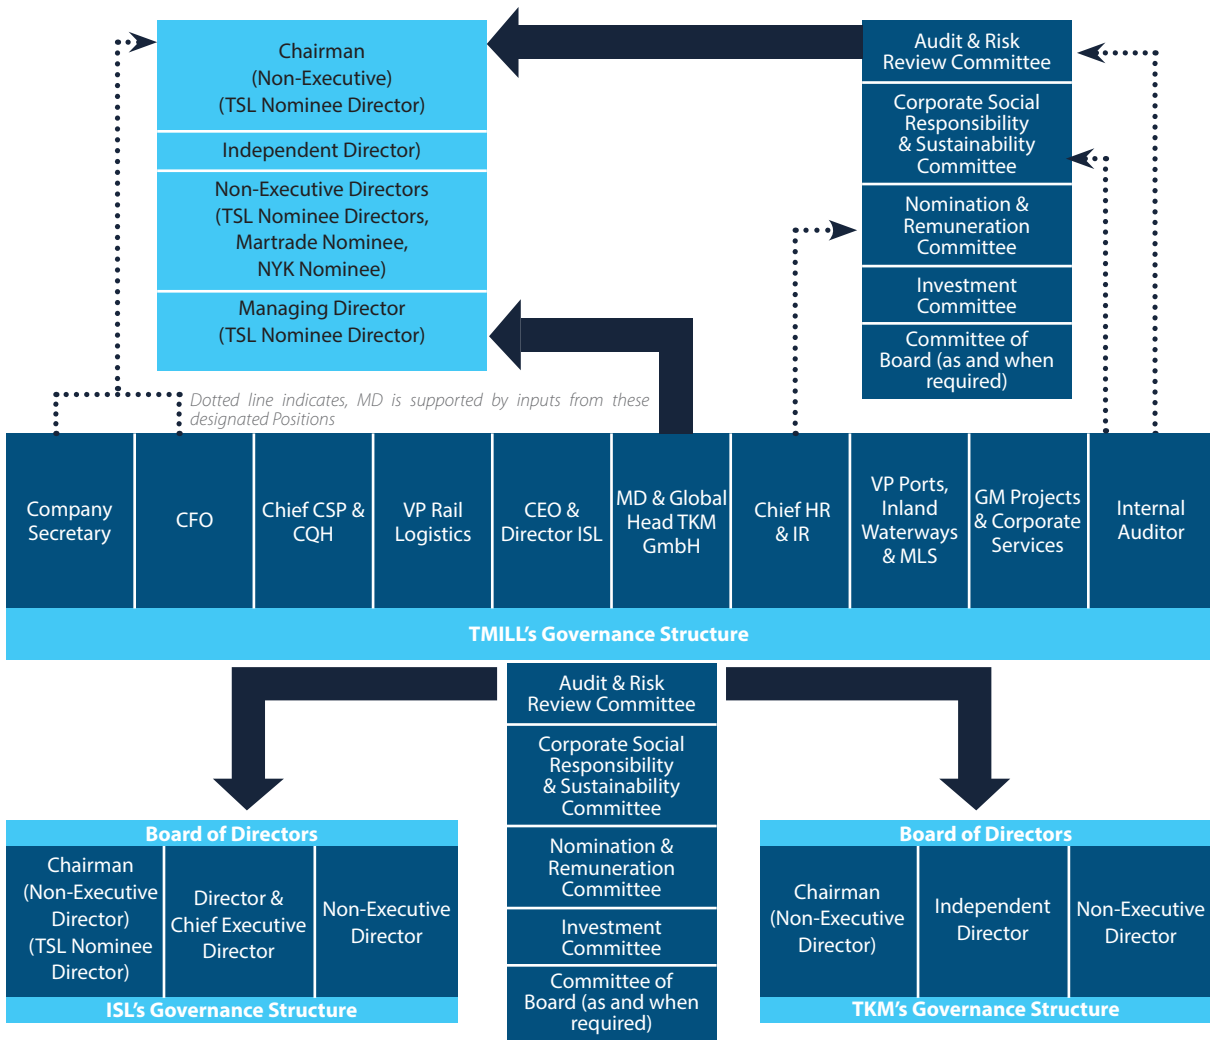 Chairman
(Non-Executive)
(TSL Nominee Director)
Independent Director)
Non-Executive Directors
(TSL Nominee Directors,
Martrade Nominee,
NYK Nominee)
Managing Director
(TSL Nominee Director)
Audit & Risk
Review Committee
Corporate Social
Responsibility
& Sustainability
Committee
Nomination &
Remuneration
Committee
Investment
Committee
Committee of
Board (as and when
required)
Dotted line indicates, MD is supported by inputs from these
designated Positions
Company
Secretary
CFO
Chief CSP &
CQH
VP Rail
Logistics
CEO &
Director ISL
MD & Global
Head TKM
GmbH
Chief HR
& IR
VP Ports,
Inland
Waterways
& MLS
GM Projects
& Corporate
Services
Internal
Auditor
TMILL's Governance Structure
Audit & Risk
Review Committee
Corporate Social
Responsibility
& Sustainability
Committee
Nomination &
Remuneration
Committee
Investment
Committee
Committee of
Board (as and when
required)
Board of Directors
Chairman
(Non-Executive
Director)
(TSL Nominee
Director)
Director &
Chief Executive
Director
Non-Executive
Director
ISL's Governance Structure
Board of Directors
Chairman
(Non-Executive
Director)
Independent
Director
Non-Executive
Director
TKM's Governance Structure